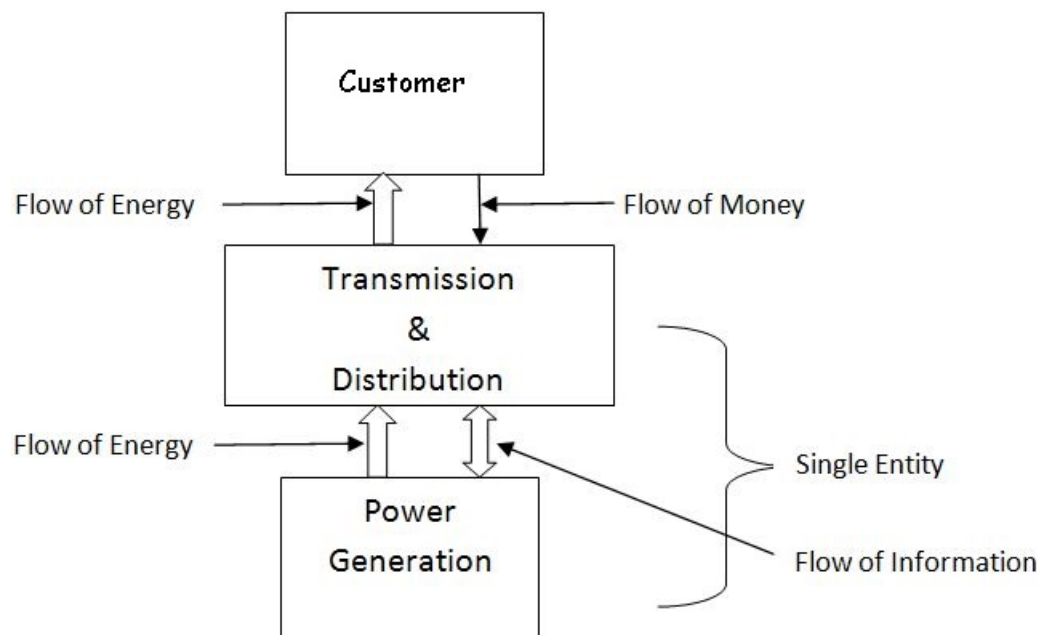 Customer
Flow of Energy
Flow of Money
Transmission
&
Distribution
Flow of Energy
Single Entity
Power
Generation
Flow of Information